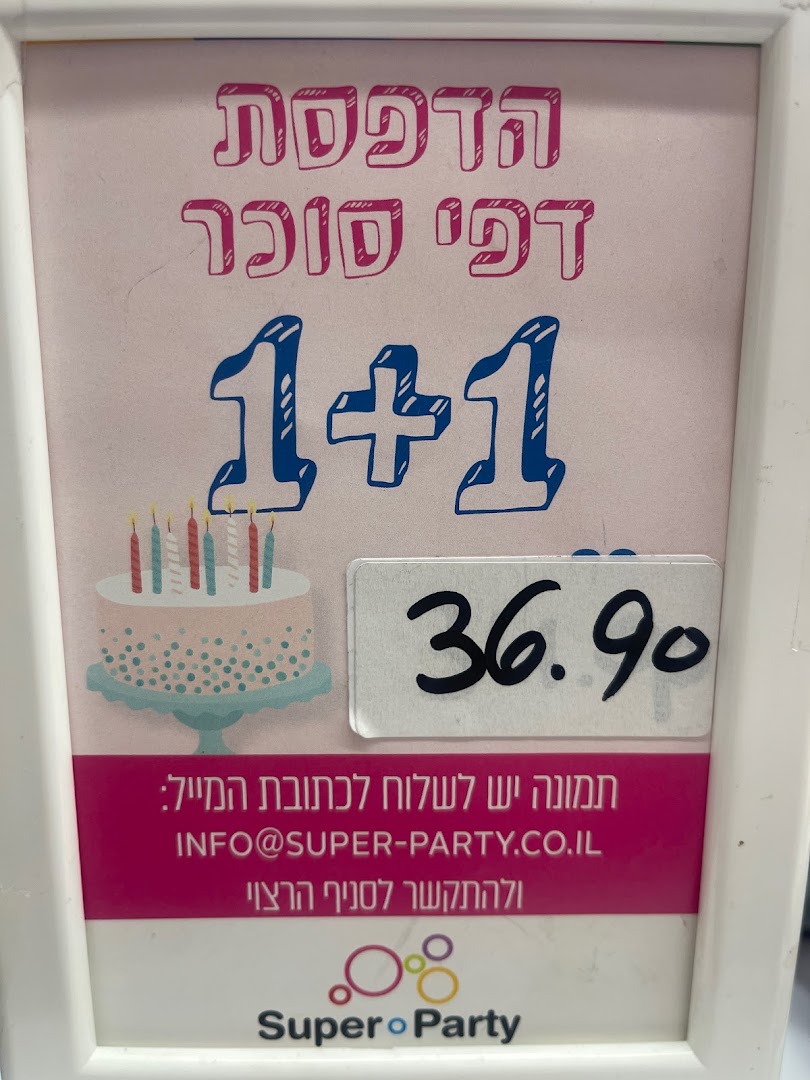 הדפסת
דפי סוכר
1+1
36.90
תמונה יש לשלוח לכתובת המייל:
INFO@SUPER-PARTY.CO.IL
ולהתקשר לסניף הרצוי
Super Party